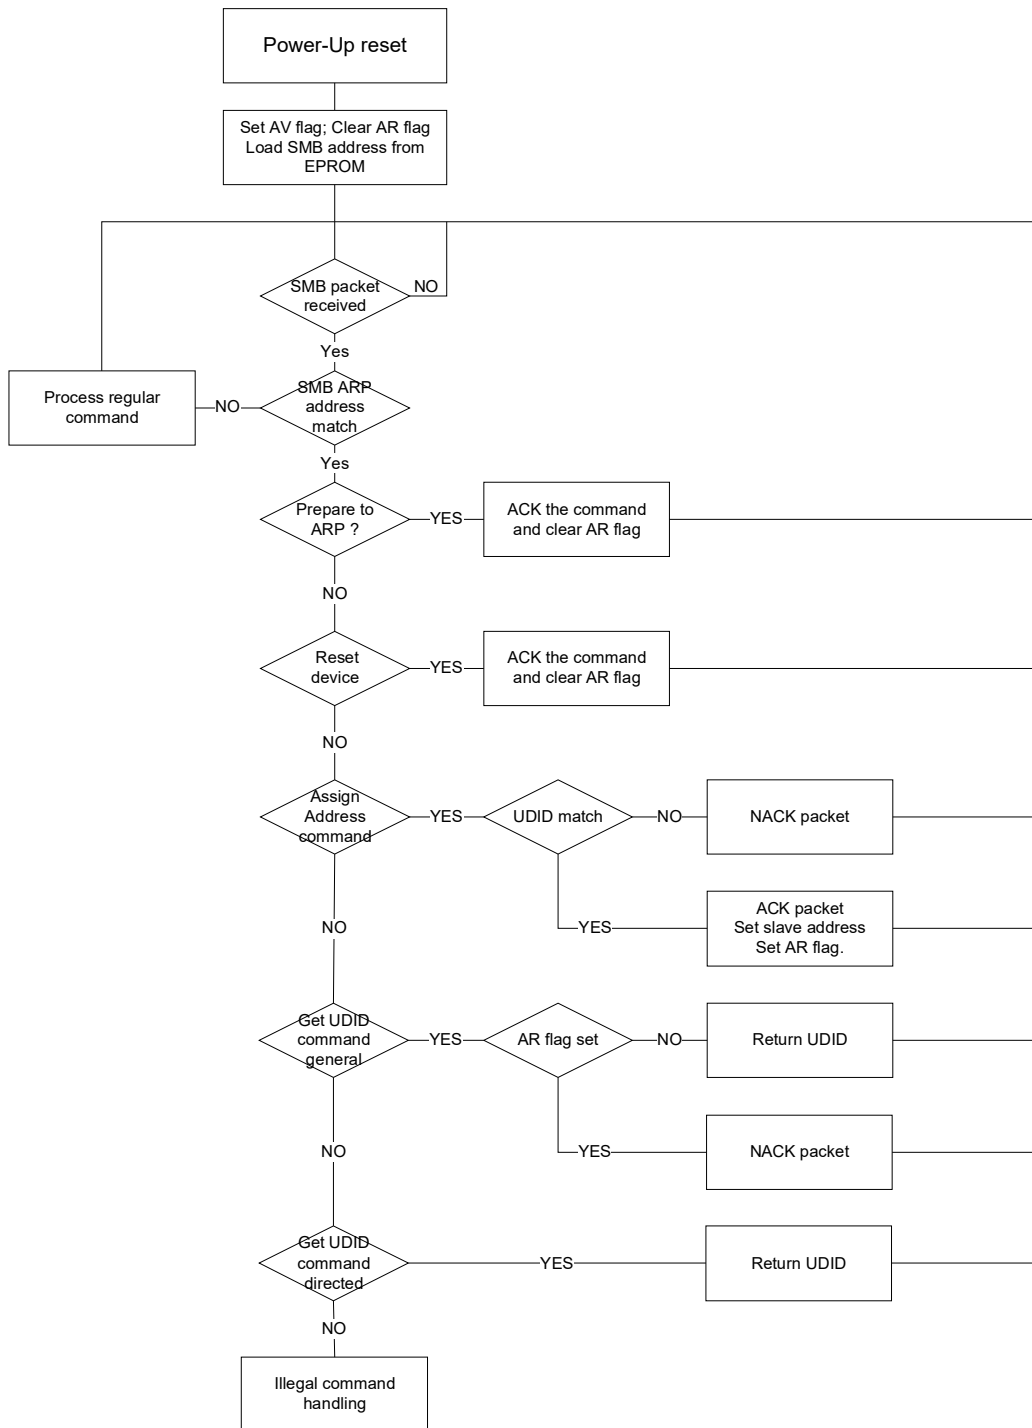 Power-Up reset
Set AV flag; Clear AR flag
Load SMB address from
EPROM
SMB packet
received
NO
Yes
SMB ARP
address
match
NO
Process regular
command
Yes
Prepare to
ARP ?
YES
ACK the command
and clear AR flag
NO
Reset
device
YES
ACK the command
and clear AR flag
NO
Assign
Address
command
YES
UDID match
NO
NACK packet
YES
ACK packet
Set slave address
Set AR flag.
NO
Get UDID
command
general
YES
AR flag set
NO
Return UDID
YES
NACK packet
NO
Get UDID
command
directed
YES
Return UDID
NO
Illegal command
handling